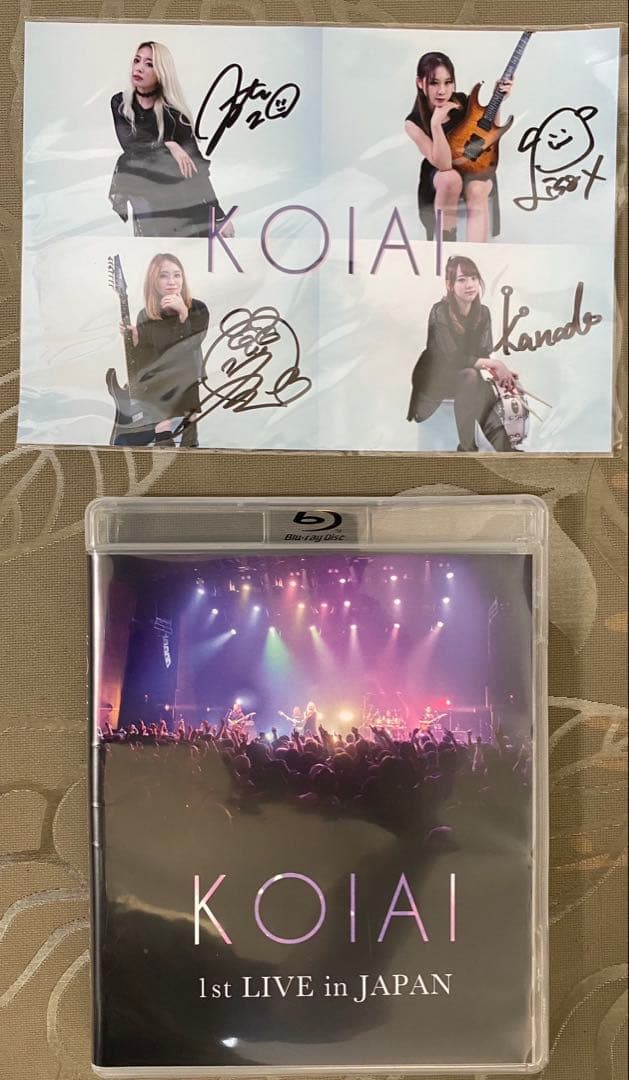 KOIAI
Kanade
Blu-ray Disc
KOIAI
1st LIVE in JAPAN